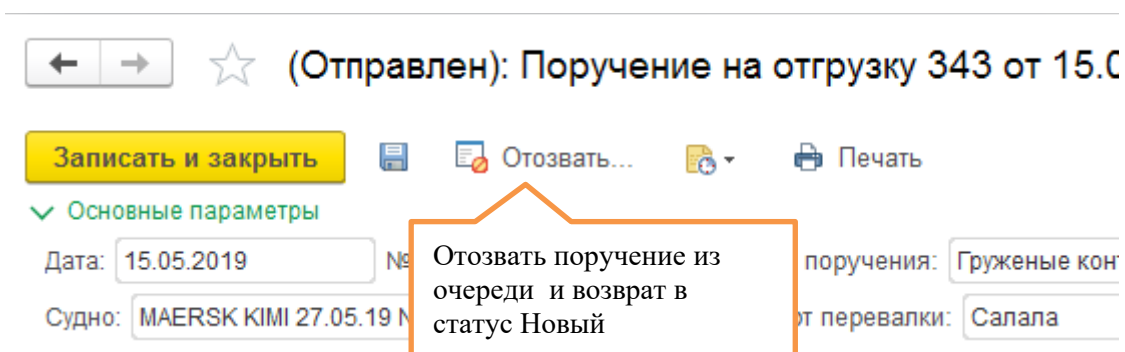 (Отправлен): Поручение на отгрузку 343 от 15.0
Записать и закрыть Отозвать... Печать
Основные параметры
Дата: 15.05.2019 № поручения: Груженые кон
Судно: MAERSK KIMI 27.05.19 перевалки: Салала
Отозвать поручение из
очереди и возврат в
статус Новый